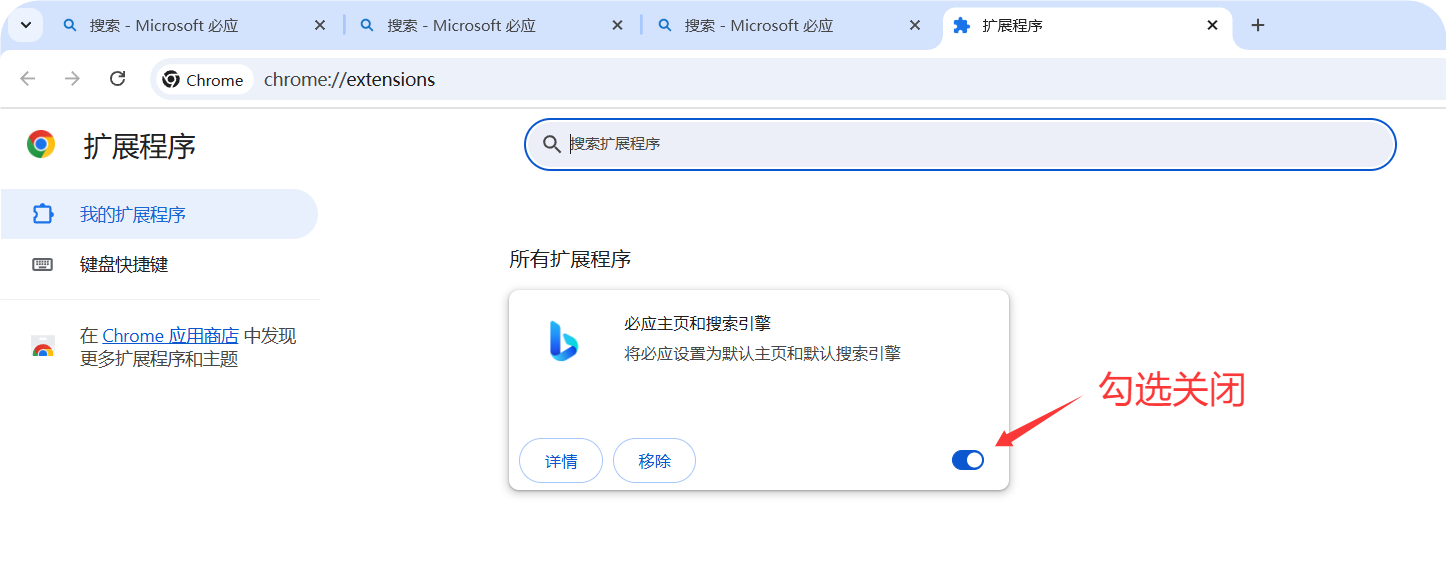 搜索 - Microsoft 必应
搜索 - Microsoft 必应
搜索 - Microsoft 必应
扩展程序
Chrome
chrome://extensions
扩展程序
搜索扩展程序
我的扩展程序
键盘快捷键
在 Chrome 应用商店 中发现
更多扩展程序和主题
所有扩展程序
必应主页和搜索引擎
将必应设置为默认主页和默认搜索引擎
勾选关闭
详情
移除